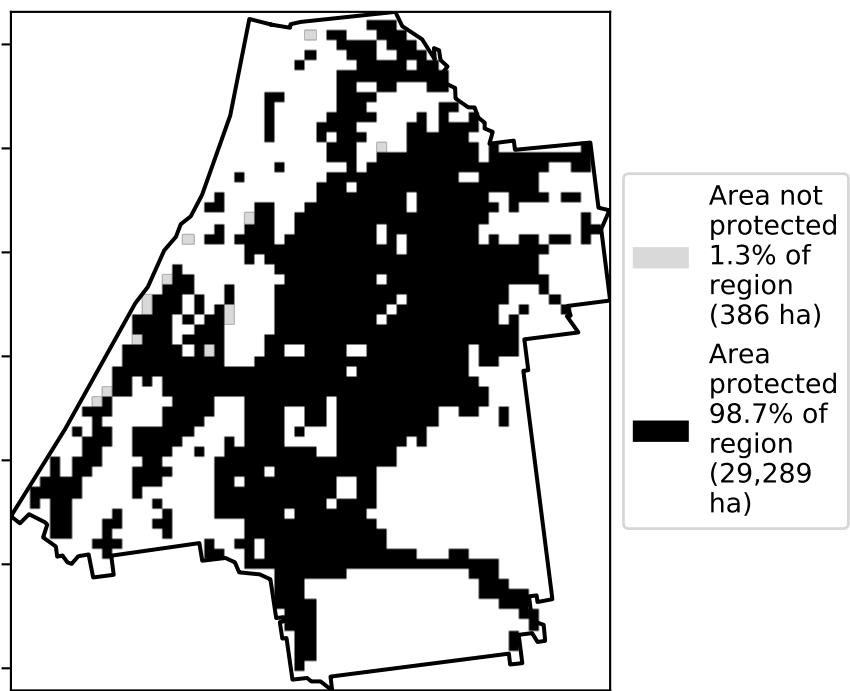 Area not
protected
1.3% of
region
(386 ha)
Area
protected
98.7% of
region
(29,289
ha)